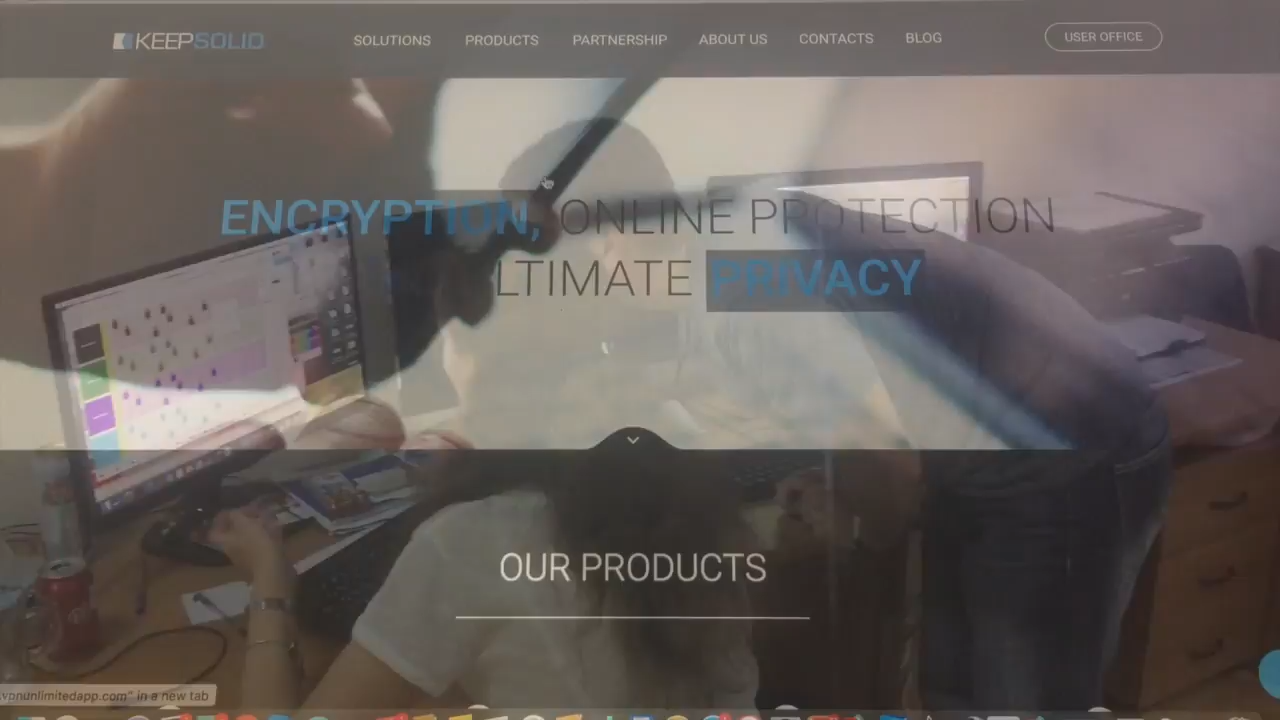 KEEPSOLID
SOLUTIONS PRODUCTS PARTNERSHIP ABOUT US CONTACTS BLOG USER OFFICE
ENCRYPTION, ONLINE PROTECTION
LTIMATE PRIVACY
OUR PRODUCTS
vpnunlimitedapp.com" in a new tab